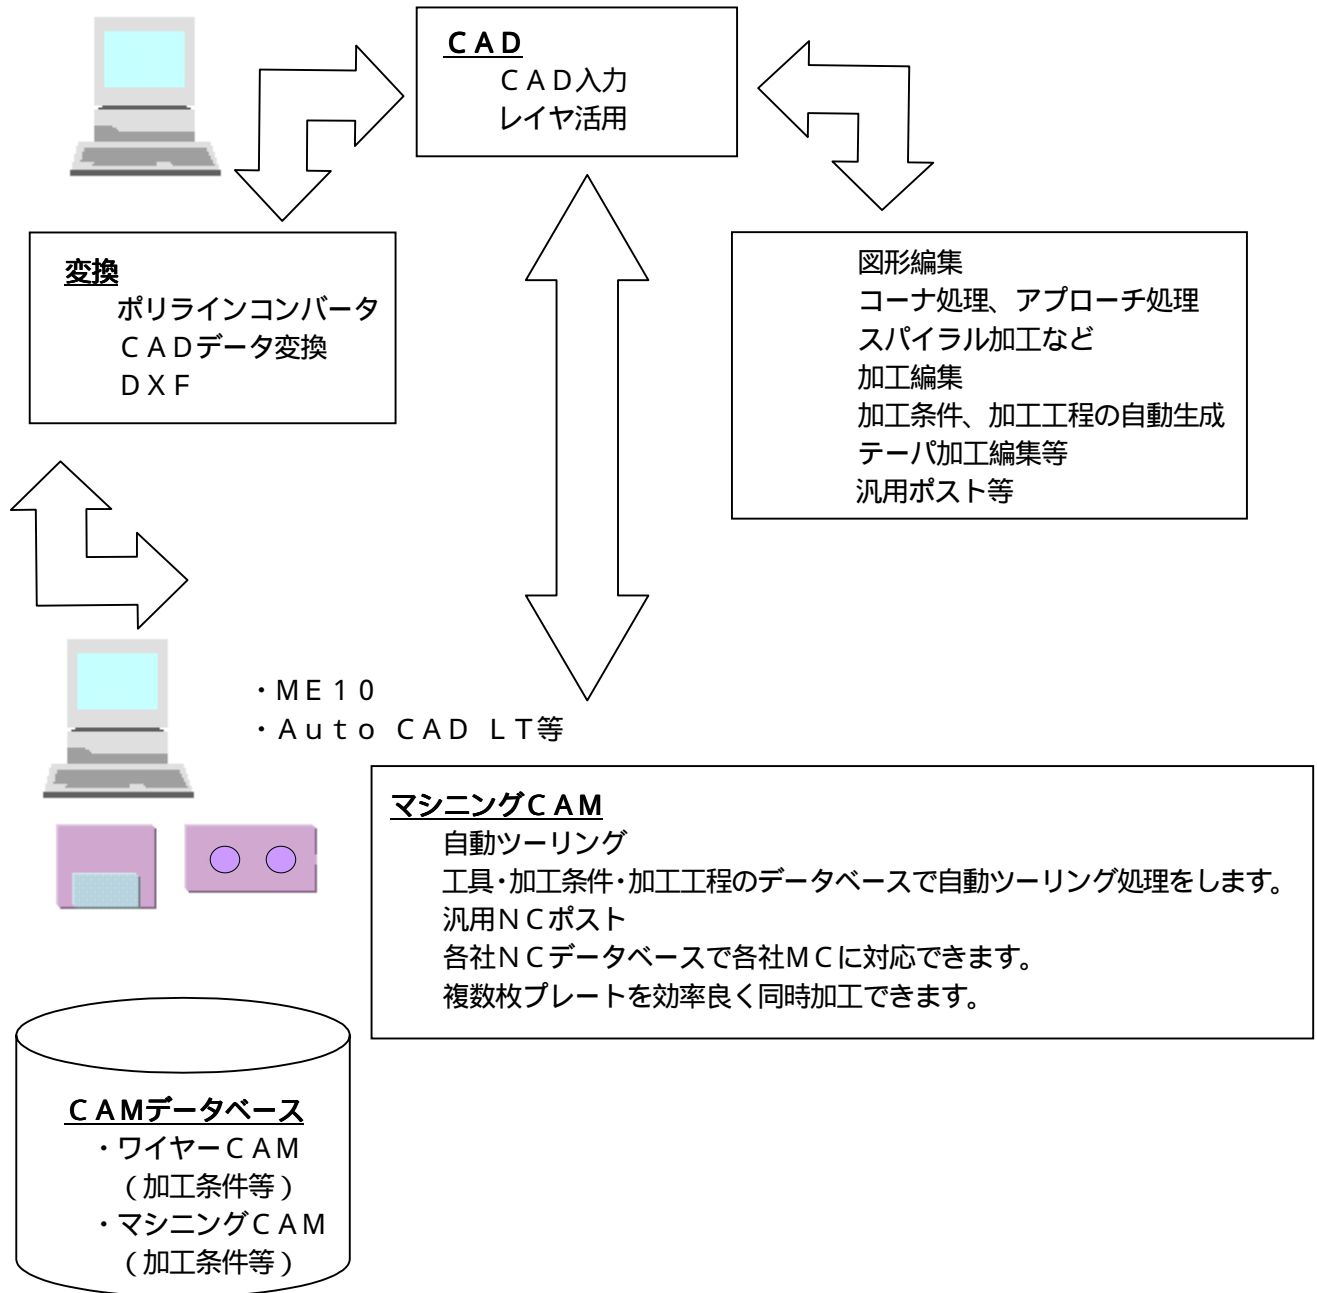 ＣＡＤ
ＣＡＤ入力
レイヤ活用
変換
ポリラインコンバータ
ＣＡＤデータ変換
ＤＸＦ
図形編集
コーナ処理、アプローチ処理
スパイラル加工など
加工編集
加工条件、加工工程の自動生成
テーパ加工編集等
汎用ポスト等
・ＭＥ１０
・Ａｕｔｏ　ＣＡＤ　ＬＴ等
マシニングＣＡＭ
自動ツーリング
工具・加工条件・加工工程のデータベースで自動ツーリング処理をします。
汎用ＮＣポスト
各社ＮＣデータベースで各社ＭＣに対応できます。
複数枚プレートを効率良く同時加工できます。
ＣＡＭデータベース
・ワイヤーＣＡＭ
（加工条件等）
・マシニングＣＡＭ
（加工条件等）